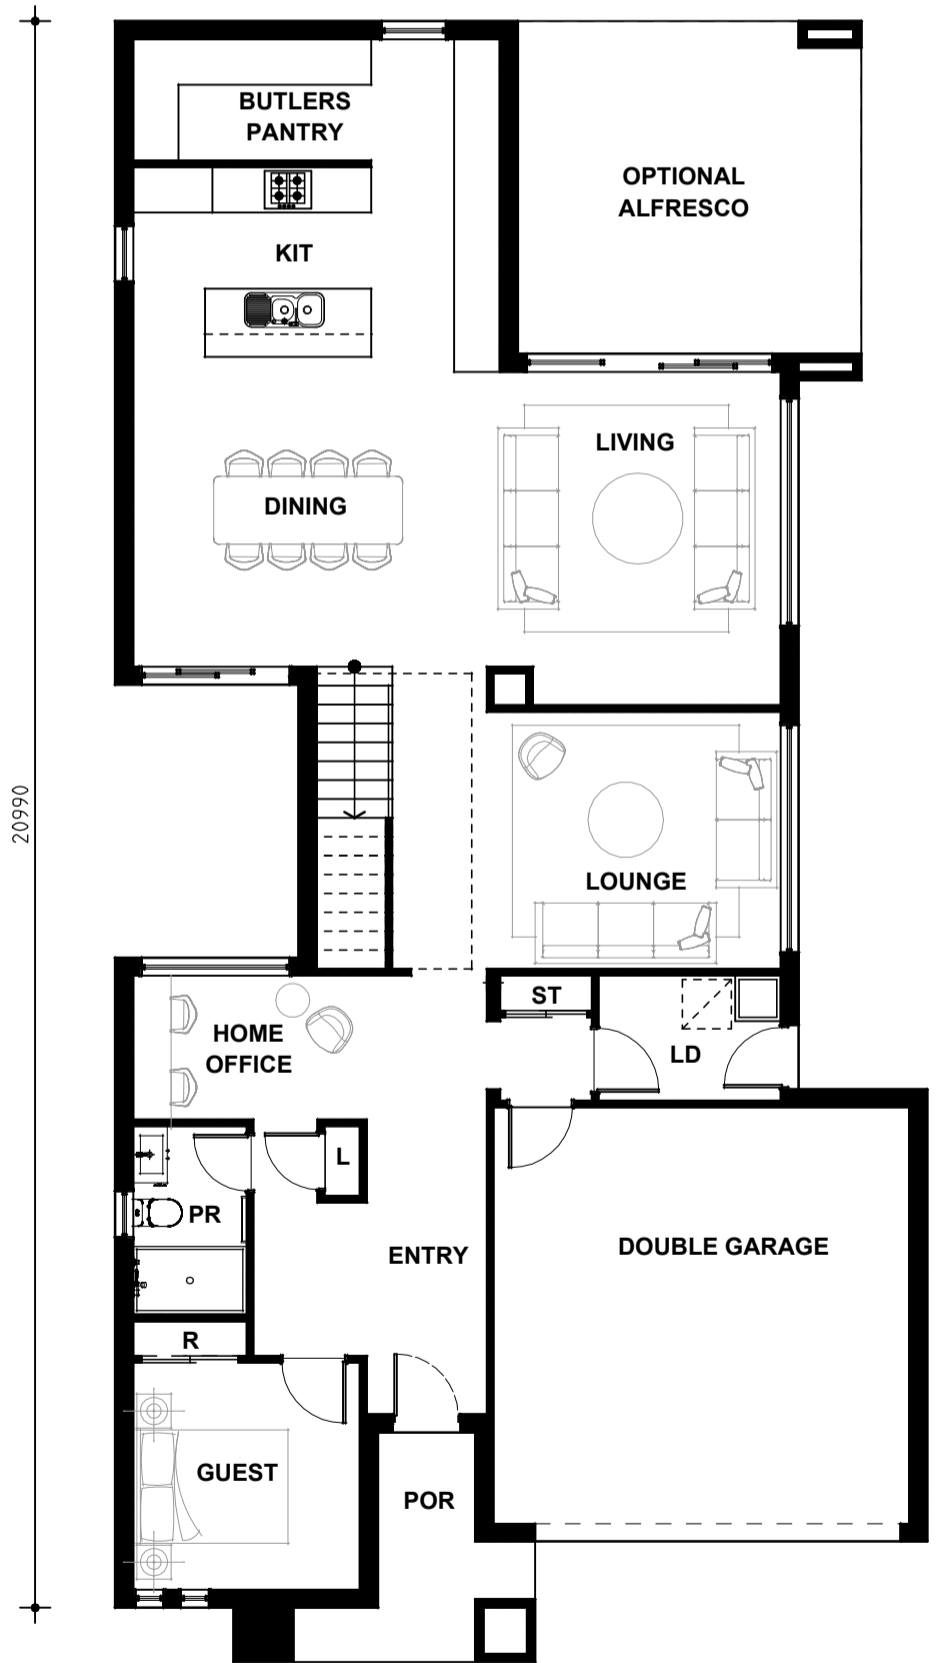 BUTLERS
PANTRY
OPTIONAL
ALFRESCO
KIT
LIVING
DINING
20990
LOUNGE
ST
HOME
OFFICE
LD
L
PR
ENTRY
DOUBLE GARAGE
R
GUEST
POR